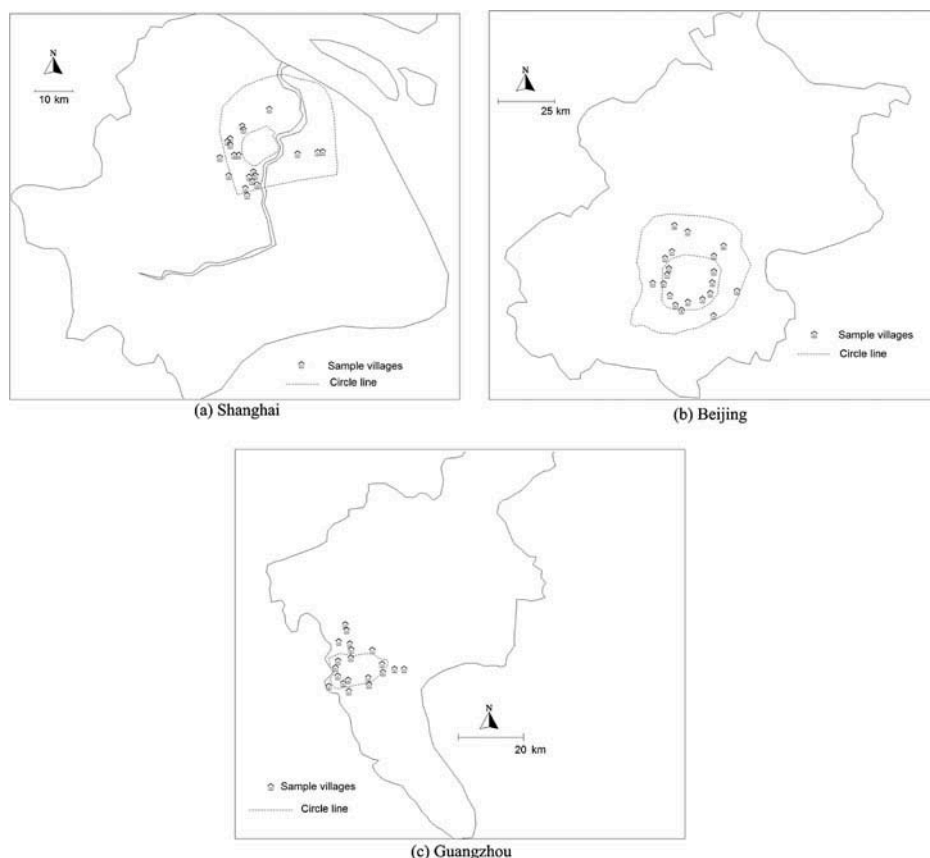 N
10 km
Sample villages
Circle line
(a) Shanghai
N
25 km
Sample villages
Circle line
(b) Beijing
N
20 km
Sample villages
Circle line
(c) Guangzhou